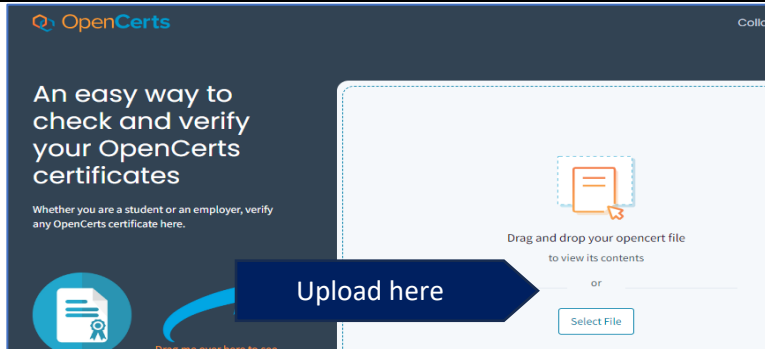 OpenCerts
An easy way to
check and verify
your OpenCerts
certificates
Whether you are a student or an employer, verify
any OpenCerts certificate here.
Drag and drop your opencert file
to view its contents
or
Select File
Upload here